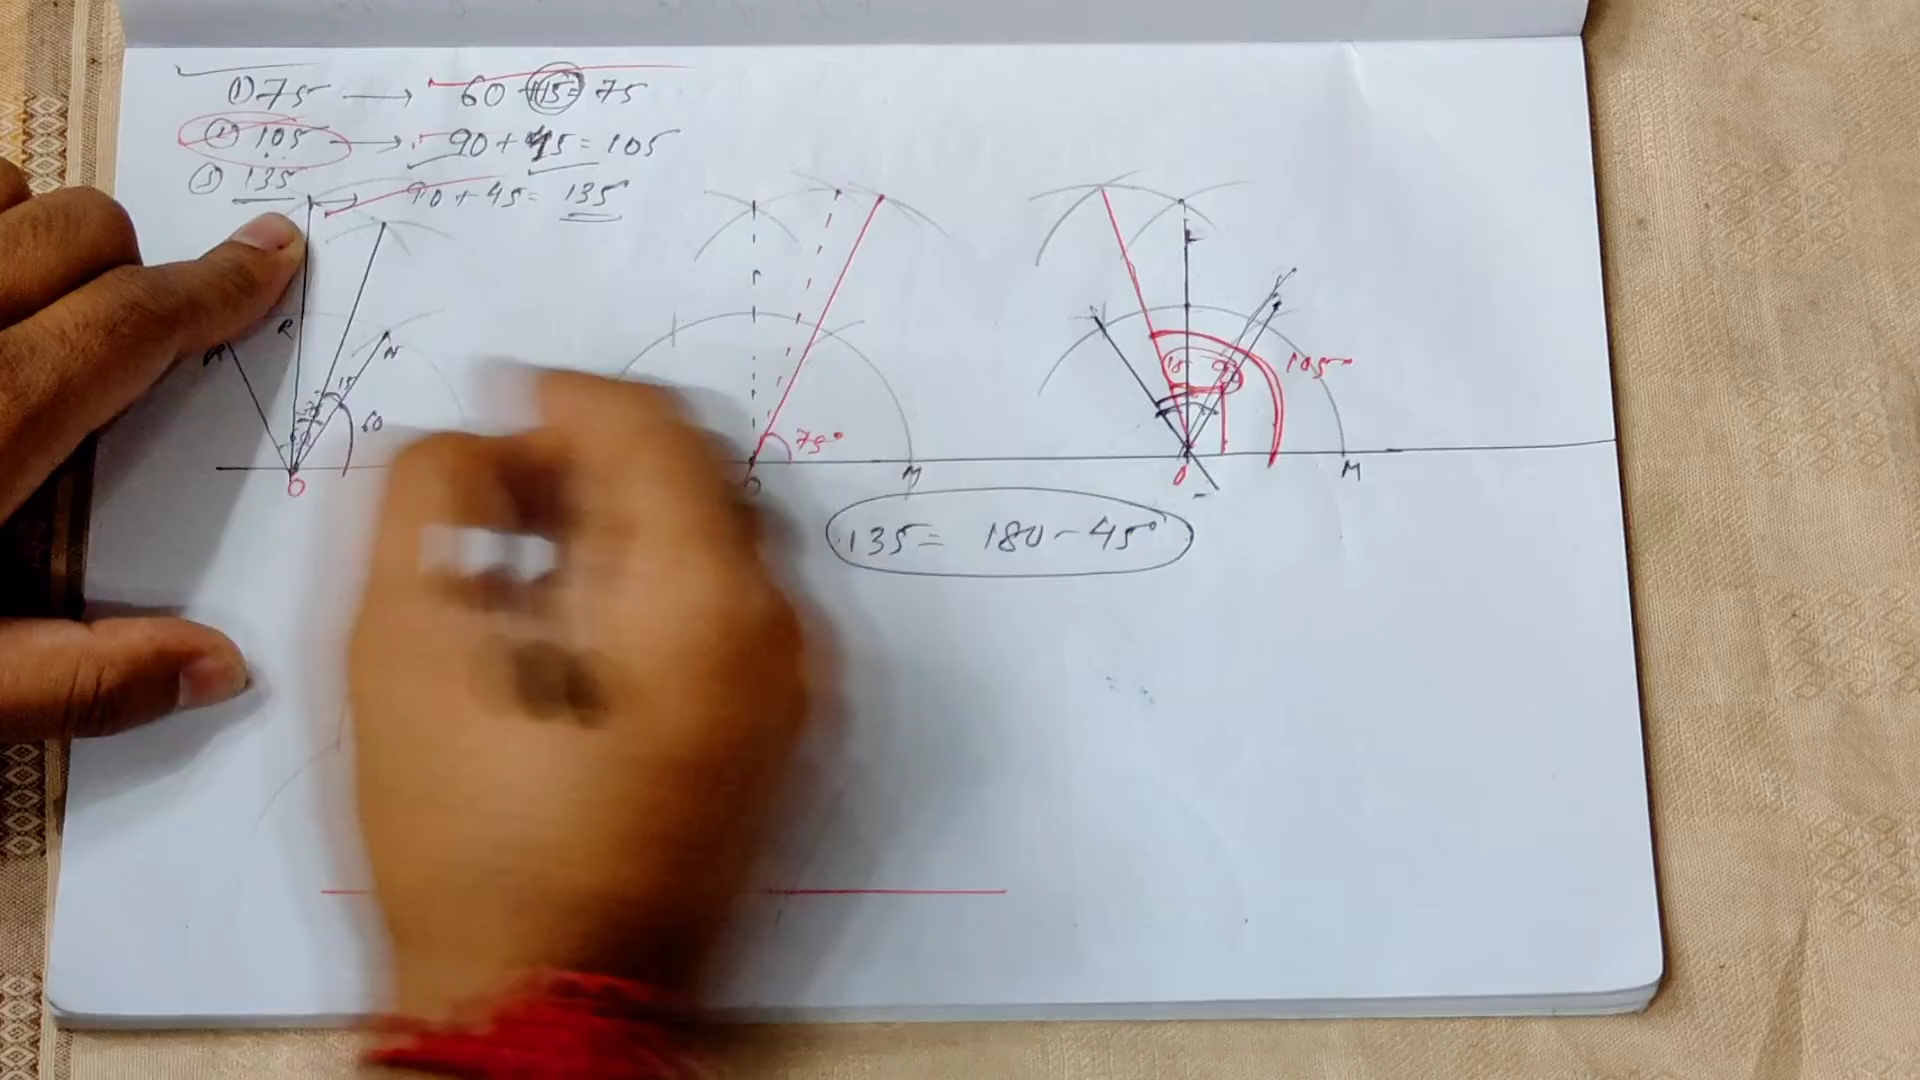 ① 75 → 60 + 15 = 75
② 105 → 90 + 15 = 105
③ 135 → 90 + 45 = 135
R
N
15
60
O
75°
M
15
105°
O
M
135 = 180 - 45°